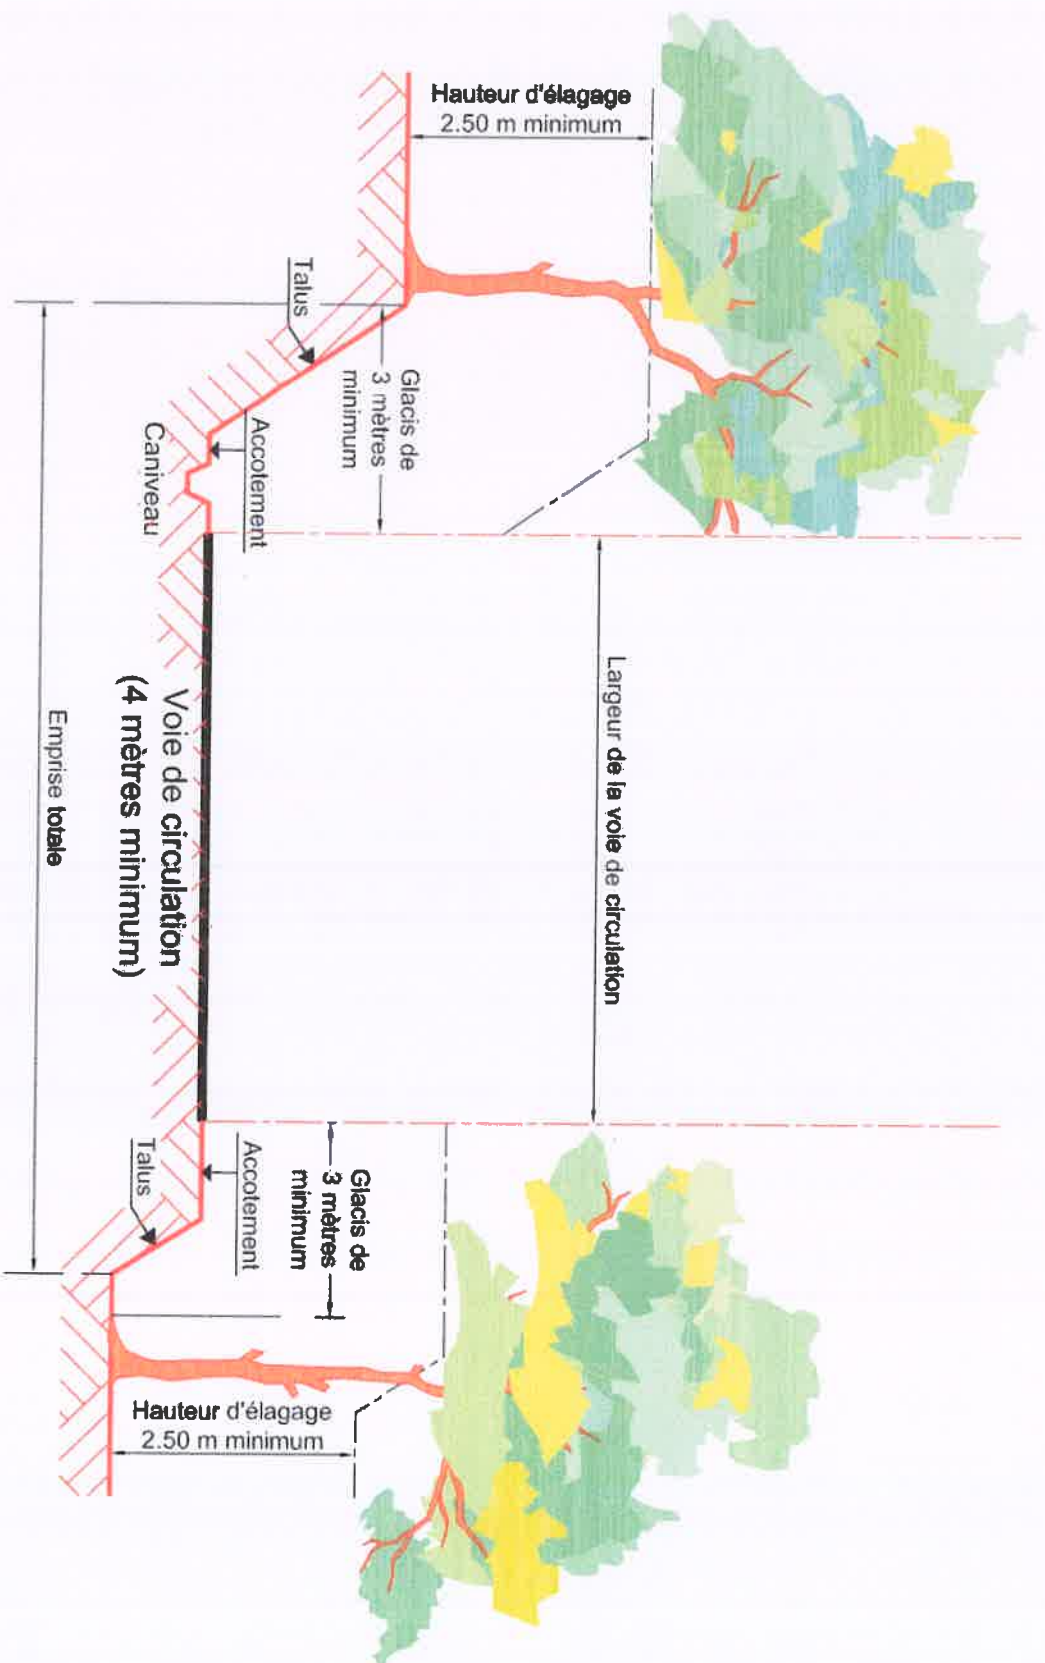 Hauteur d'élagage
2.50 m minimum
Talus
Glacis de
3 mètres
minimum
Accotement
Caniveau
Largeur de la voie de circulation
Voie de circulation
(4 mètres minimum)
Emprise totale
Glacis de
3 mètres
minimum
Accotement
Talus
Hauteur d'élagage
2.50 m minimum